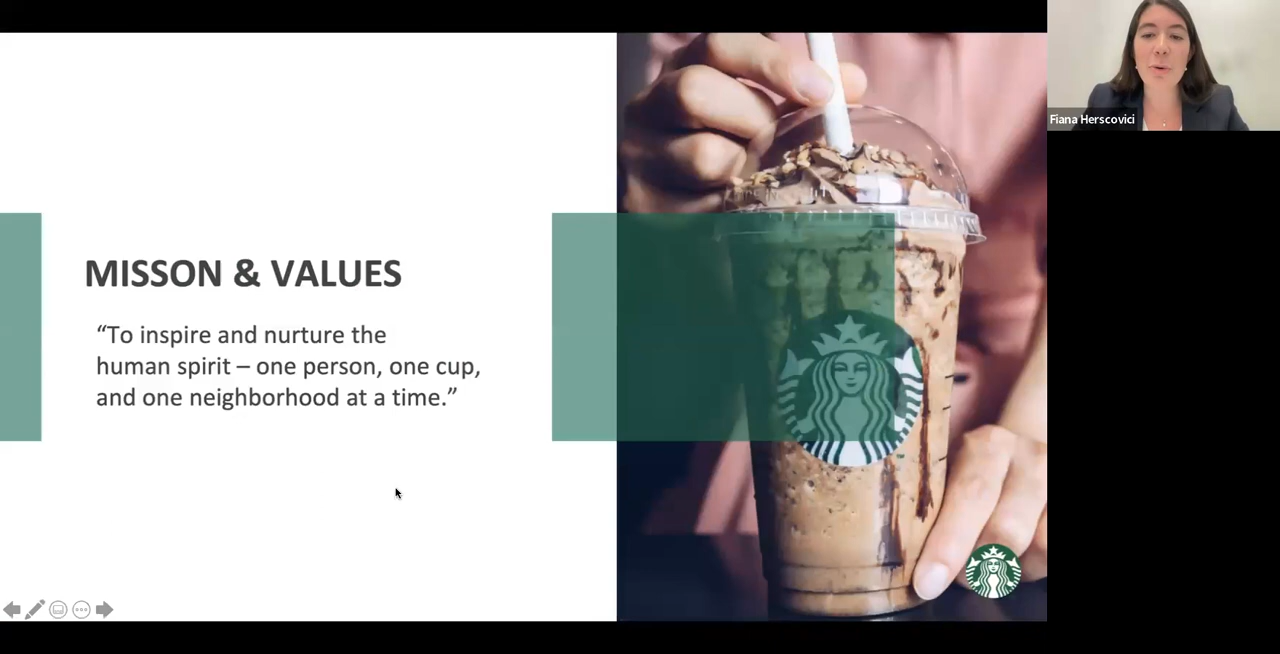 Fiana Herscovici
MISSON & VALUES
“To inspire and nurture the
human spirit – one person, one cup,
and one neighborhood at a time.”